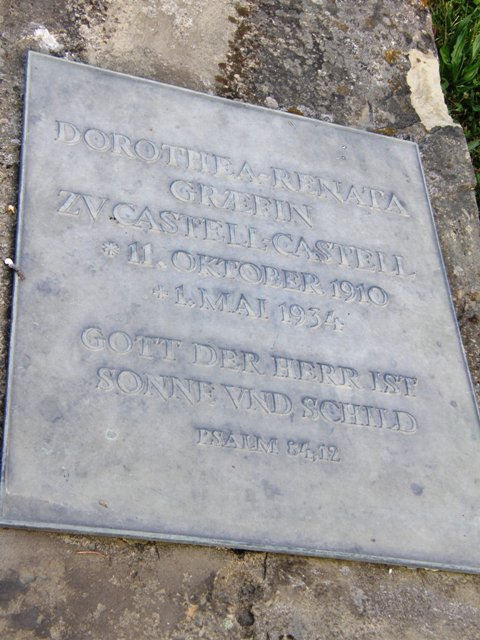 DOROTHEA-RENATA
GRÆFIN
ZV CASTELL-CASTELL
* 11. OKTOBER 1910
+ 1. MAI 1934
GOTT DER HERR IST
SONNE VND SCHILD
PSALM 84,12